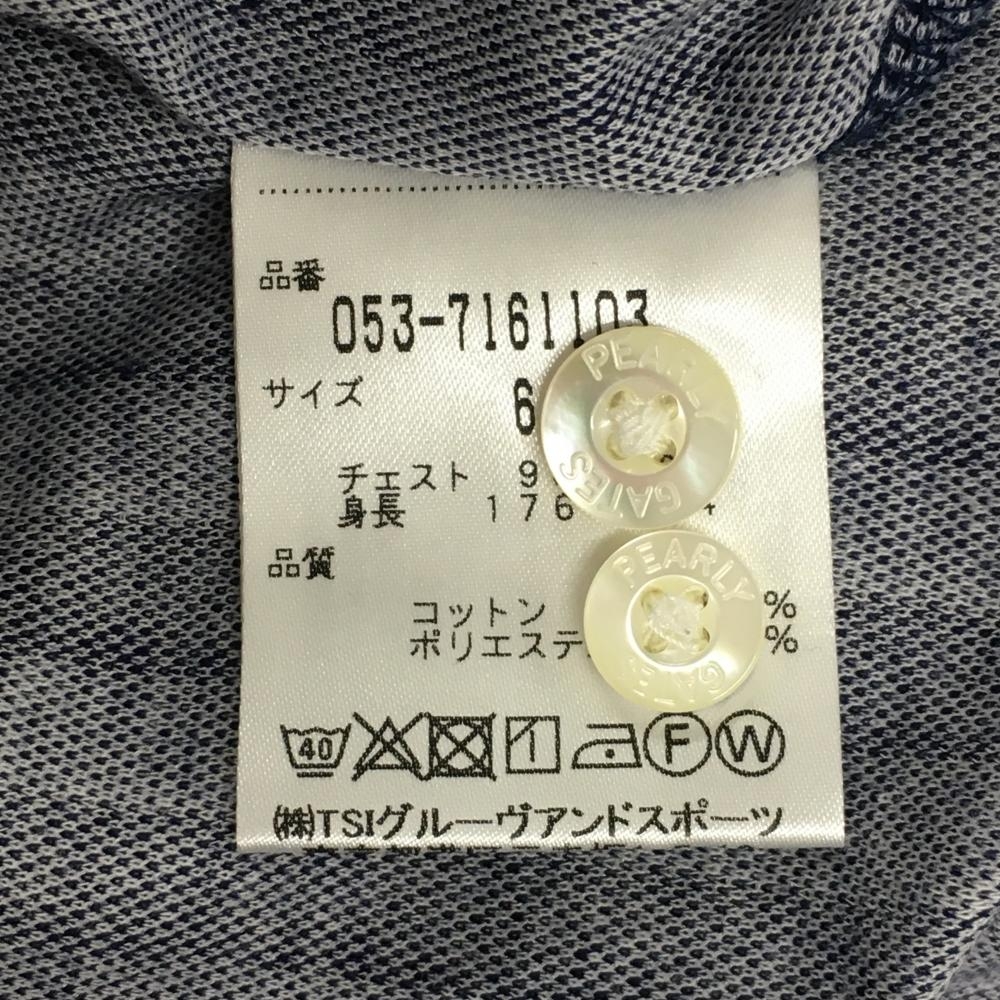 品番
053-7161103
サイズ 6
PEARLY GATES
チェスト 9
身長 176
品質
PEARLY GATES
コットン %
ポリエステ %
40 F W
㈱TSIグルーヴアンドスポーツ